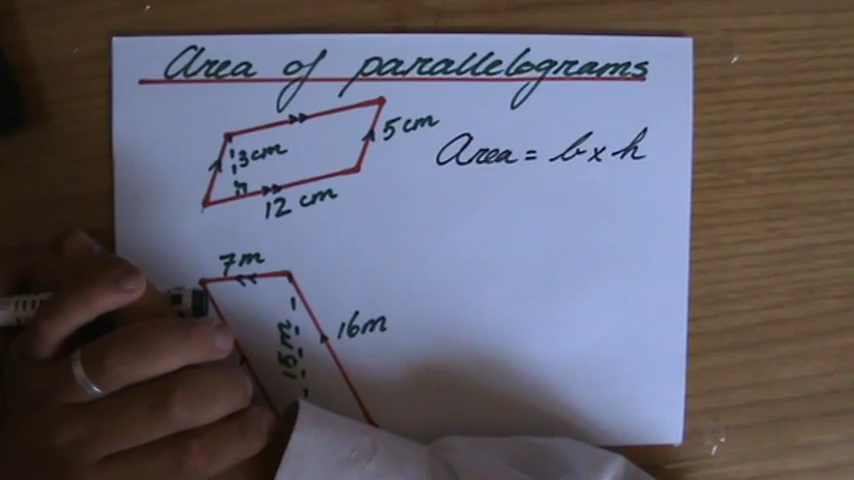 Area of parallelograms
5cm
3cm
Area = b x h
12 cm
7m
16m
15m